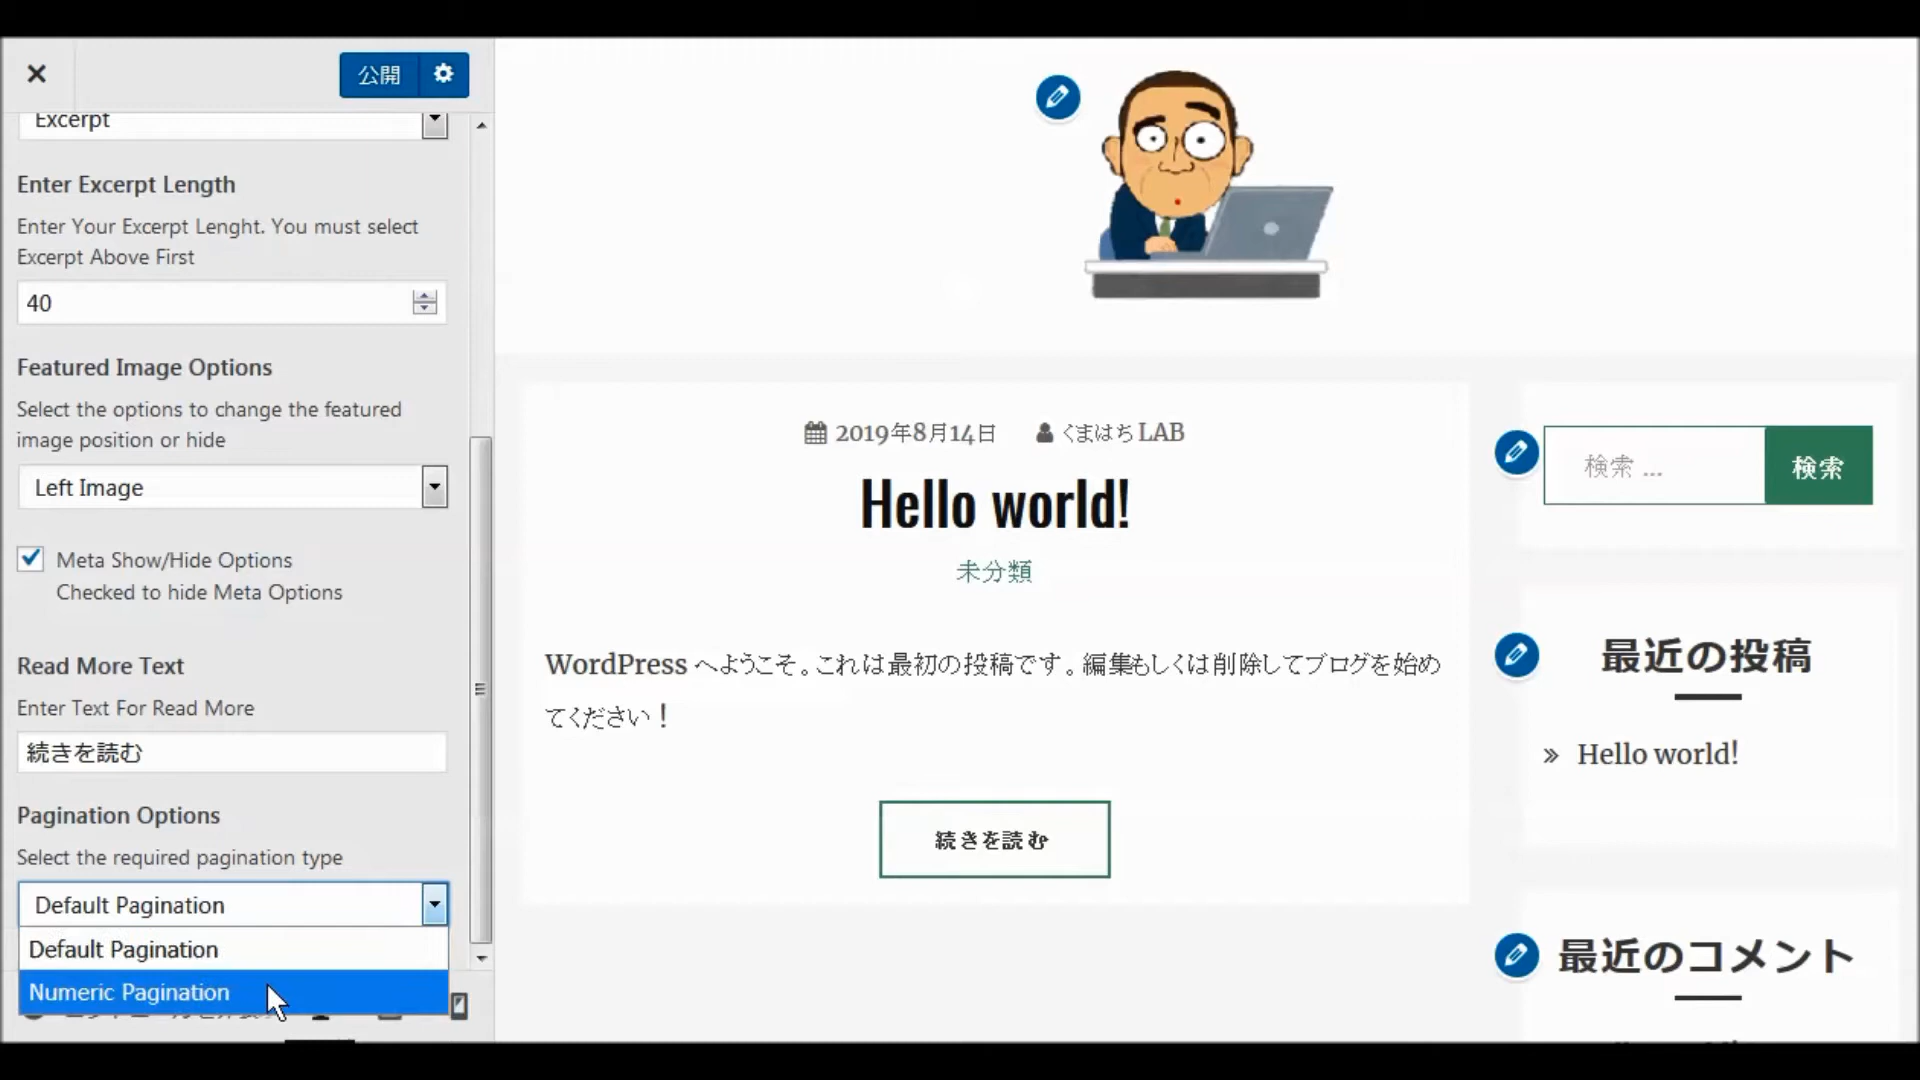 公開
Excerpt
Enter Excerpt Length
Enter Your Excerpt Lenght. You must select
Excerpt Above First
40
Featured Image Options
Select the options to change the featured
image position or hide
Left Image
Meta Show/Hide Options
Checked to hide Meta Options
Read More Text
Enter Text For Read More
続きを読む
Pagination Options
Select the required pagination type
Default Pagination
Default Pagination
Numeric Pagination
2019年8月14日 くまはち LAB
Hello world!
未分類
WordPress へようこそ。これは最初の投稿です。編集もしくは削除してブログを始め
てください！
続きを読む
検索 ...
検索
最近の投稿
» Hello world!
最近のコメント